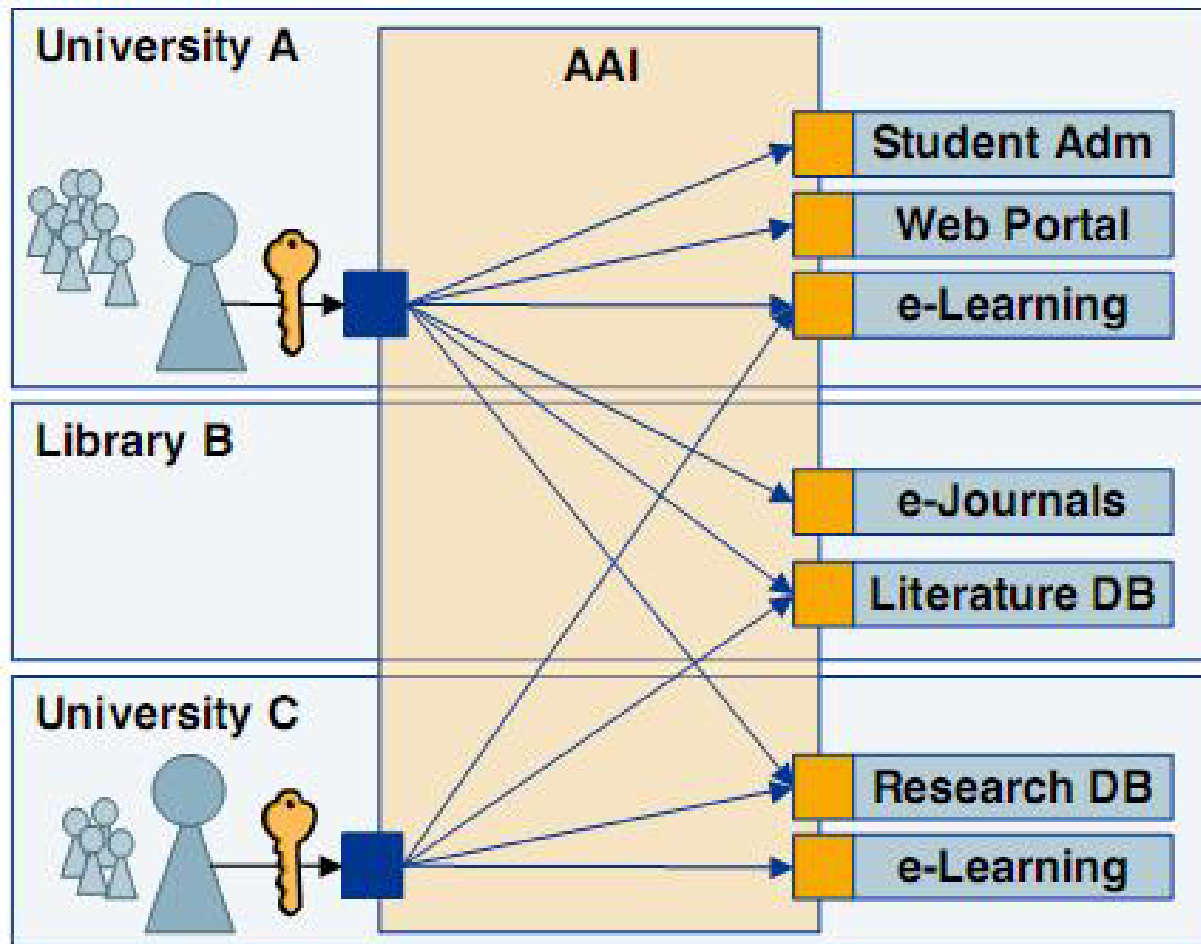 University A
AAI
Student Adm
Web Portal
e-Learning
Library B
e-Journals
Literature DB
University C
Research DB
e-Learning